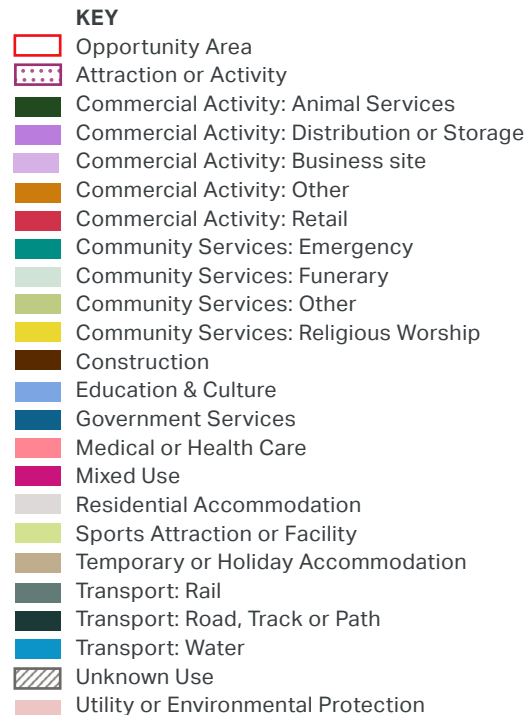 KEY
Opportunity Area
Attraction or Activity
Commercial Activity: Animal Services
Commercial Activity: Distribution or Storage
Commercial Activity: Business site
Commercial Activity: Other
Commercial Activity: Retail
Community Services: Emergency
Community Services: Funerary
Community Services: Other
Community Services: Religious Worship
Construction
Education & Culture
Government Services
Medical or Health Care
Mixed Use
Residential Accommodation
Sports Attraction or Facility
Temporary or Holiday Accommodation
Transport: Rail
Transport: Road, Track or Path
Transport: Water
Unknown Use
Utility or Environmental Protection